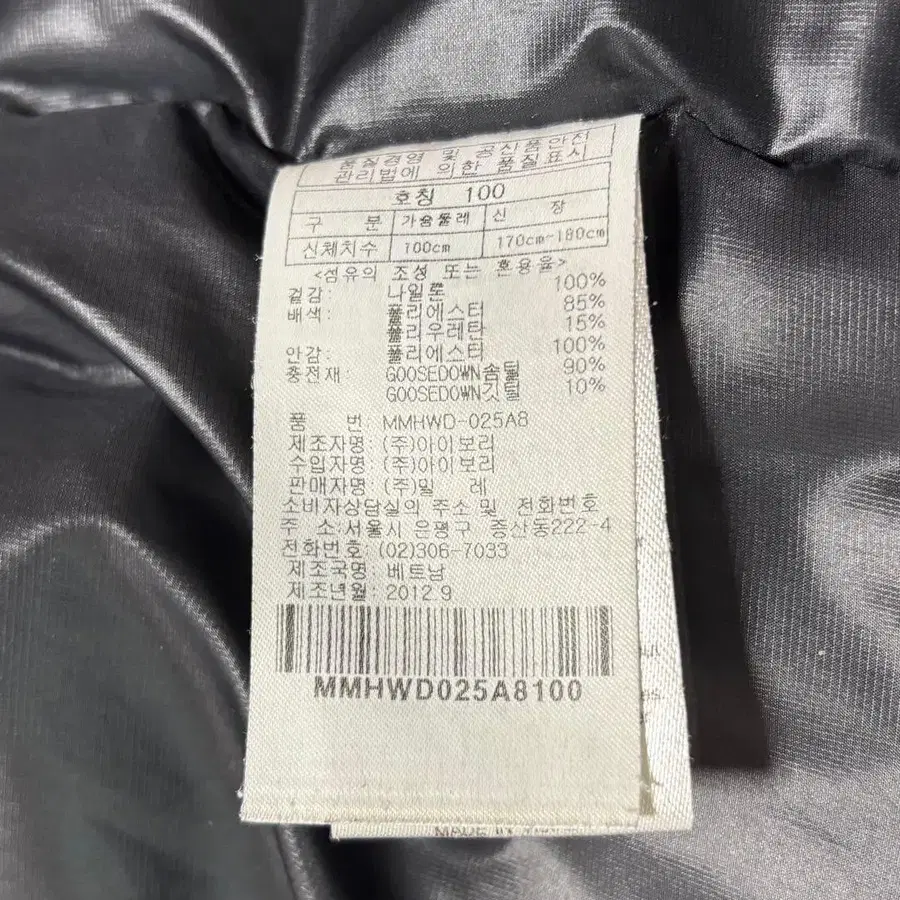 품질경영 및 공산품안전
관리법에 의한 품질표시
호칭 100
구 분 가슴둘레 신 장
신체치수 100cm 170cm-180cm
<섬유의 조성 또는 혼용율>
겉감: 나일론 100%
배색: 폴리에스터 85%
폴리우레탄 15%
안감: 폴리에스터 100%
충전재: GOOSEDOWN솜털 90%
GOOSEDOWN깃털 10%
품 번: MMHWD-025A8
제조자명: (주)아이보리
수입자명: (주)아이보리
판매자명: (주)밀 레
소비자상담실의 주소 및 전화번호
주 소:서울시 은평구 증산동222-4
전화번호: (02)306-7033
제조국명: 베트남
제조년월: 2012.9
MMHWD025A8100
MADE IN